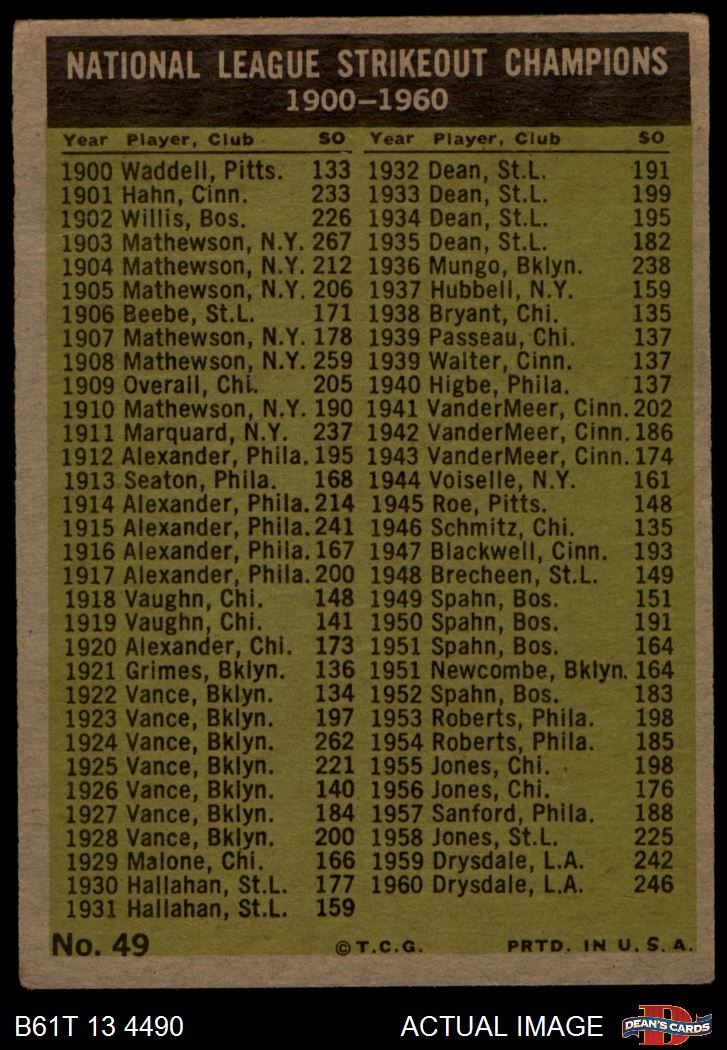 NATIONAL LEAGUE STRIKEOUT CHAMPIONS
1900–1960
Year Player, Club SO
1900 Waddell, Pitts. 133
1901 Hahn, Cinn. 233
1902 Willis, Bos. 226
1903 Mathewson, N.Y. 267
1904 Mathewson, N.Y. 212
1905 Mathewson, N.Y. 206
1906 Beebe, St.L. 171
1907 Mathewson, N.Y. 178
1908 Mathewson, N.Y. 259
1909 Overall, Chi. 205
1910 Mathewson, N.Y. 190
1911 Marquard, N.Y. 237
1912 Alexander, Phila. 195
1913 Seaton, Phila. 168
1914 Alexander, Phila. 214
1915 Alexander, Phila. 241
1916 Alexander, Phila. 167
1917 Alexander, Phila. 200
1918 Vaughn, Chi. 148
1919 Vaughn, Chi. 141
1920 Alexander, Chi. 173
1921 Grimes, Bklyn. 136
1922 Vance, Bklyn. 134
1923 Vance, Bklyn. 197
1924 Vance, Bklyn. 262
1925 Vance, Bklyn. 221
1926 Vance, Bklyn. 140
1927 Vance, Bklyn. 184
1928 Vance, Bklyn. 200
1929 Malone, Chi. 166
1930 Hallahan, St.L. 177
1931 Hallahan, St.L. 159
Year Player, Club SO
1932 Dean, St.L. 191
1933 Dean, St.L. 199
1934 Dean, St.L. 195
1935 Dean, St.L. 182
1936 Mungo, Bklyn. 238
1937 Hubbell, N.Y. 159
1938 Bryant, Chi. 135
1939 Passeau, Chi. 137
1939 Walter, Cinn. 137
1940 Higbe, Phila. 137
1941 VanderMeer, Cinn. 202
1942 VanderMeer, Cinn. 186
1943 VanderMeer, Cinn. 174
1944 Voiselle, N.Y. 161
1945 Roe, Pitts. 148
1946 Schmitz, Chi. 135
1947 Blackwell, Cinn. 193
1948 Brecheen, St.L. 149
1949 Spahn, Bos. 151
1950 Spahn, Bos. 191
1951 Spahn, Bos. 164
1951 Newcombe, Bklyn. 164
1952 Spahn, Bos. 183
1953 Roberts, Phila. 198
1954 Roberts, Phila. 185
1955 Jones, Chi. 198
1956 Jones, Chi. 176
1957 Sanford, Phila. 188
1958 Jones, St.L. 225
1959 Drysdale, L.A. 242
1960 Drysdale, L.A. 246
No. 49 © T.C.G. PRTD. IN U.S.A.
B61T 13 4490 ACTUAL IMAGE D DEAN'S CARDS